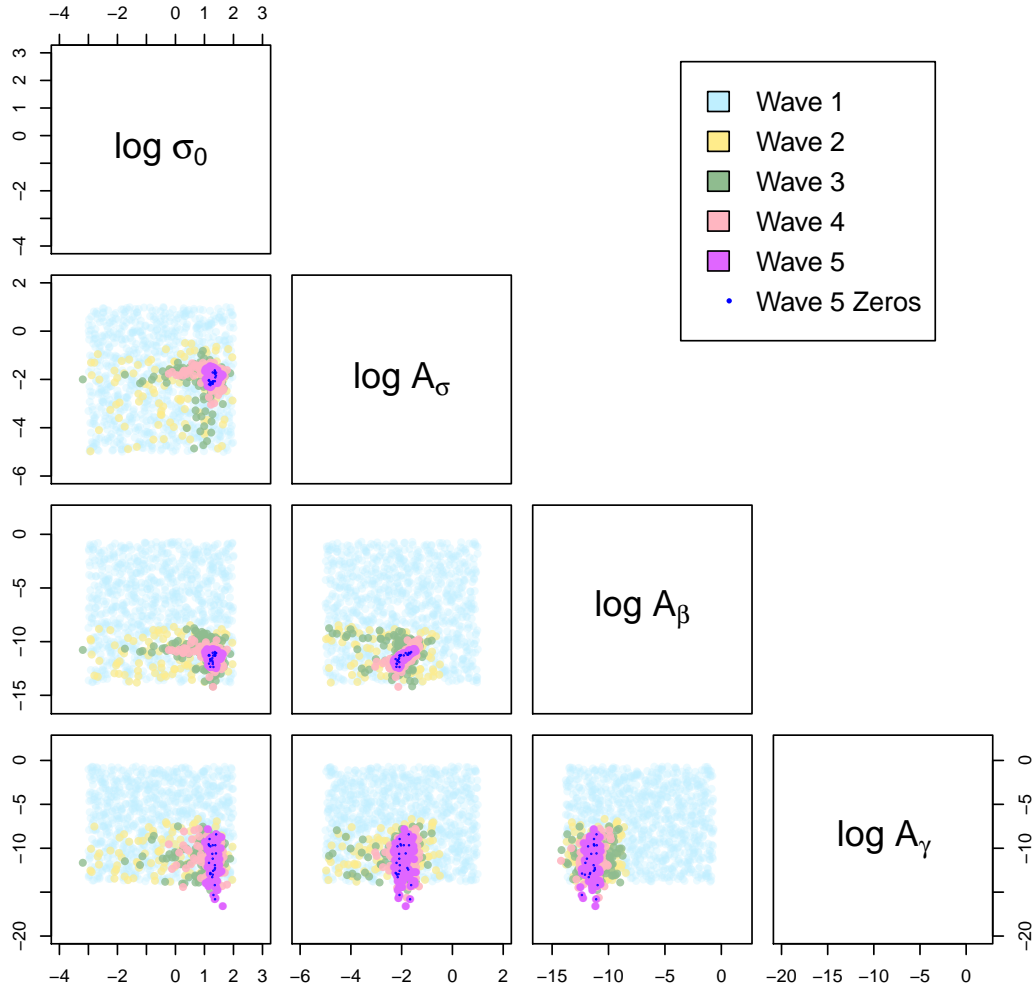 −4 −2 0 1 2 3
−4 −2 0 1 2 3
log σ0
Wave 1
Wave 2
Wave 3
Wave 4
Wave 5
Wave 5 Zeros
−6 −4 −2 0 2
log Aσ
−15 −10 −5 0
log Aβ
−20 −15 −10 −5 0
log Aγ
−20 −15 −10 −5 0
−4 −2 0 1 2 3
−6 −4 −2 0 2
−15 −10 −5 0
−20 −15 −10 −5 0